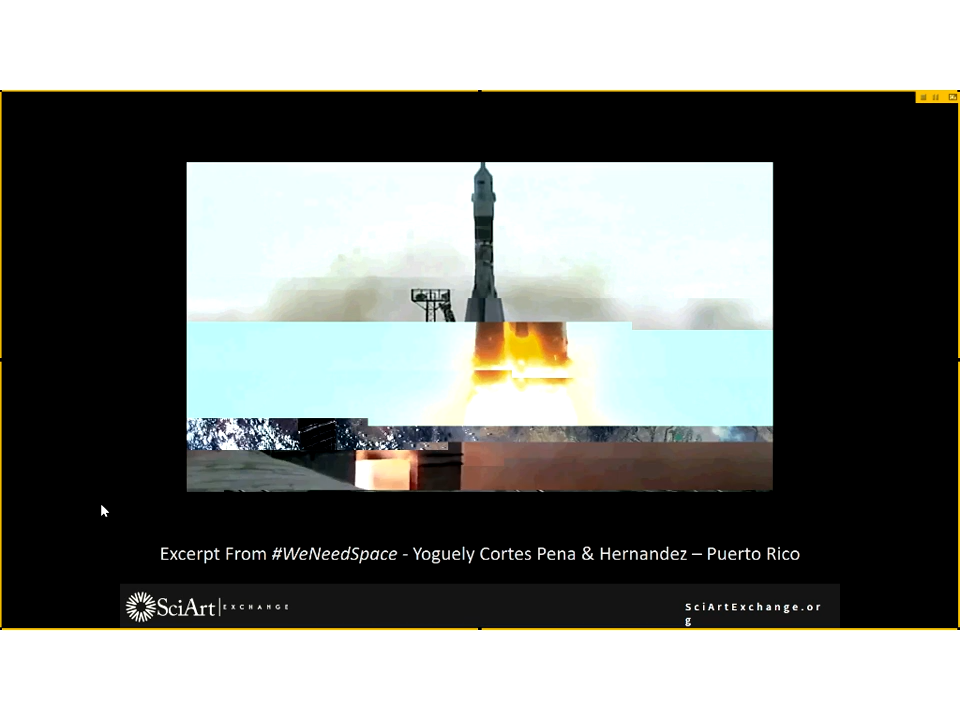 Excerpt From #WeNeedSpace - Yoguely Cortes Pena & Hernandez – Puerto Rico
SciArt EXCHANGE
SciArtExchange.or
g